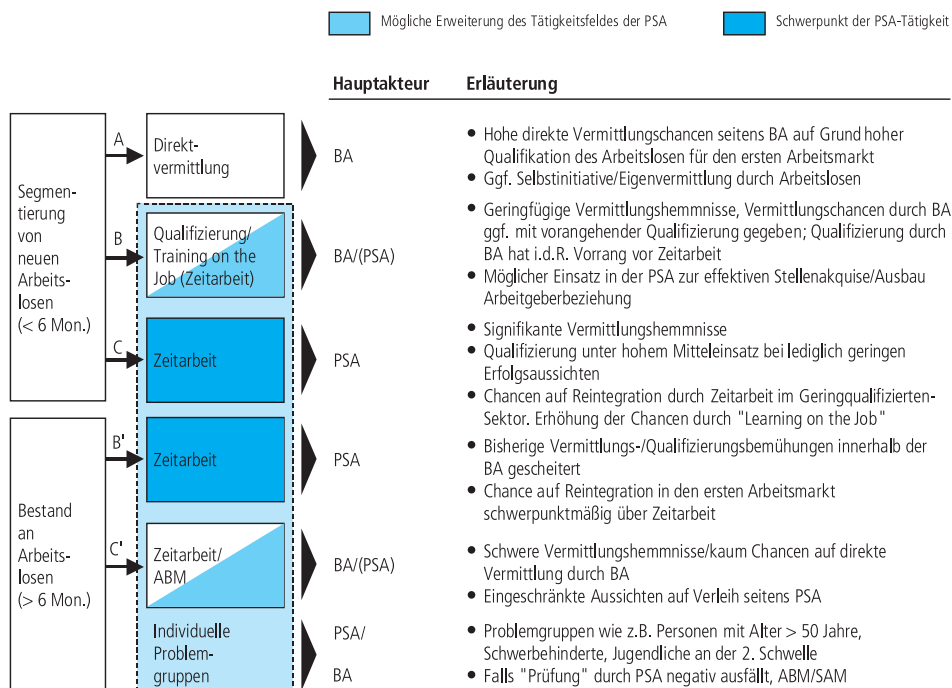 Mögliche Erweiterung des Tätigkeitsfeldes der PSA
Schwerpunkt der PSA-Tätigkeit
Hauptakteur
Erläuterung
Segmen-
tierung
von
neuen
Arbeits-
losen
(< 6 Mon.)
A
Direkt-
vermittlung
BA
• Hohe direkte Vermittlungschancen seitens BA auf Grund hoher
Qualifikation des Arbeitslosen für den ersten Arbeitsmarkt
• Ggf. Selbstinitiative/Eigenvermittlung durch Arbeitslosen
B
Qualifizierung/
Training on the
Job (Zeitarbeit)
BA/(PSA)
• Geringfügige Vermittlungshemmnisse, Vermittlungschancen durch BA
ggf. mit vorangehender Qualifizierung gegeben; Qualifizierung durch
BA hat i.d.R. Vorrang vor Zeitarbeit
• Möglicher Einsatz in der PSA zur effektiven Stellenakquise/Ausbau
Arbeitgeberbeziehung
C
Zeitarbeit
PSA
• Signifikante Vermittlungshemmnisse
• Qualifizierung unter hohem Mitteleinsatz bei lediglich geringen
Erfolgsaussichten
• Chancen auf Reintegration durch Zeitarbeit im Geringqualifizierten-
Sektor. Erhöhung der Chancen durch "Learning on the Job"
Bestand
an
Arbeits-
losen
(> 6 Mon.)
B'
Zeitarbeit
PSA
• Bisherige Vermittlungs-/Qualifizierungsbemühungen innerhalb der
BA gescheitert
• Chance auf Reintegration in den ersten Arbeitsmarkt
schwerpunktmäßig über Zeitarbeit
C'
Zeitarbeit/
ABM
BA/(PSA)
• Schwere Vermittlungshemmnisse/kaum Chancen auf direkte
Vermittlung durch BA
• Eingeschränkte Aussichten auf Verleih seitens PSA
Individuelle
Problem-
gruppen
PSA/
BA
• Problemgruppen wie z.B. Personen mit Alter > 50 Jahre,
Schwerbehinderte, Jugendliche an der 2. Schwelle
• Falls "Prüfung" durch PSA negativ ausfällt, ABM/SAM